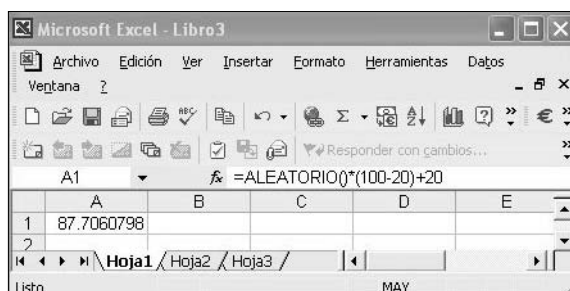 Microsoft Excel - Libro3
Archivo Edición Ver Insertar Formato Herramientas Datos
Ventana ?
Responder con cambios...
A1 fx =ALEATORIO()*(100-20)+20
A B C D E
1 87.7060798
2
Hoja1 Hoja2 Hoja3
Listo MAY